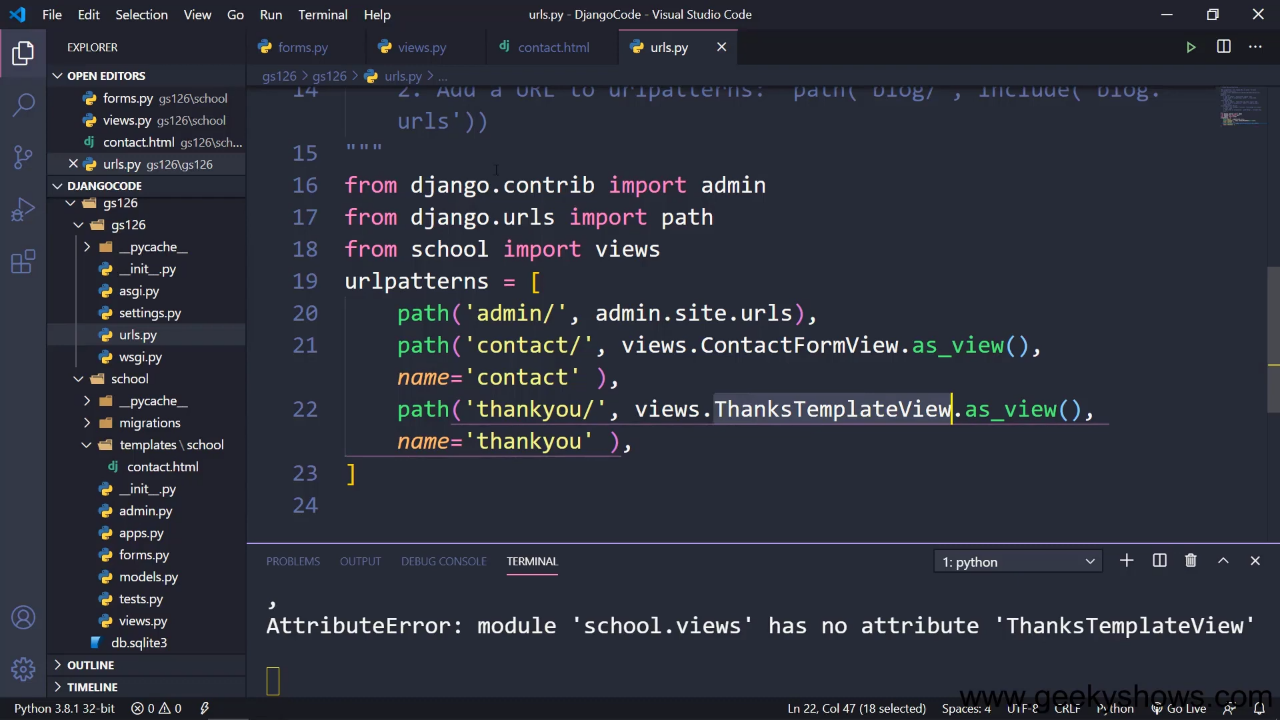 File Edit Selection View Go Run Terminal Help urls.py - DjangoCode - Visual Studio Code
EXPLORER
OPEN EDITORS
forms.py gs126\school
views.py gs126\school
contact.html gs126\sch...
urls.py gs126\gs126
DJANGOCODE
gs126
gs126
__pycache__
__init__.py
asgi.py
settings.py
urls.py
wsgi.py
school
__pycache__
migrations
templates \ school
contact.html
__init__.py
admin.py
apps.py
forms.py
models.py
tests.py
views.py
db.sqlite3
OUTLINE
TIMELINE
forms.py views.py contact.html urls.py
gs126 > gs126 > urls.py > ...
14 2. Add a URL to urlpatterns: path('blog/', include('blog.
urls'))
15 """
16 from django.contrib import admin
17 from django.urls import path
18 from school import views
19 urlpatterns = [
20 path('admin/', admin.site.urls),
21 path('contact/', views.ContactFormView.as_view(),
name='contact' ),
22 path('thankyou/', views.ThanksTemplateView.as_view(),
name='thankyou' ),
23 ]
24
PROBLEMS OUTPUT DEBUG CONSOLE TERMINAL 1: python
,
AttributeError: module 'school.views' has no attribute 'ThanksTemplateView'
Python 3.8.1 32-bit 0 0 Ln 22, Col 47 (18 selected) Spaces: 4 UTF-8 CRLF Python Go Live
www.geekyshows.com